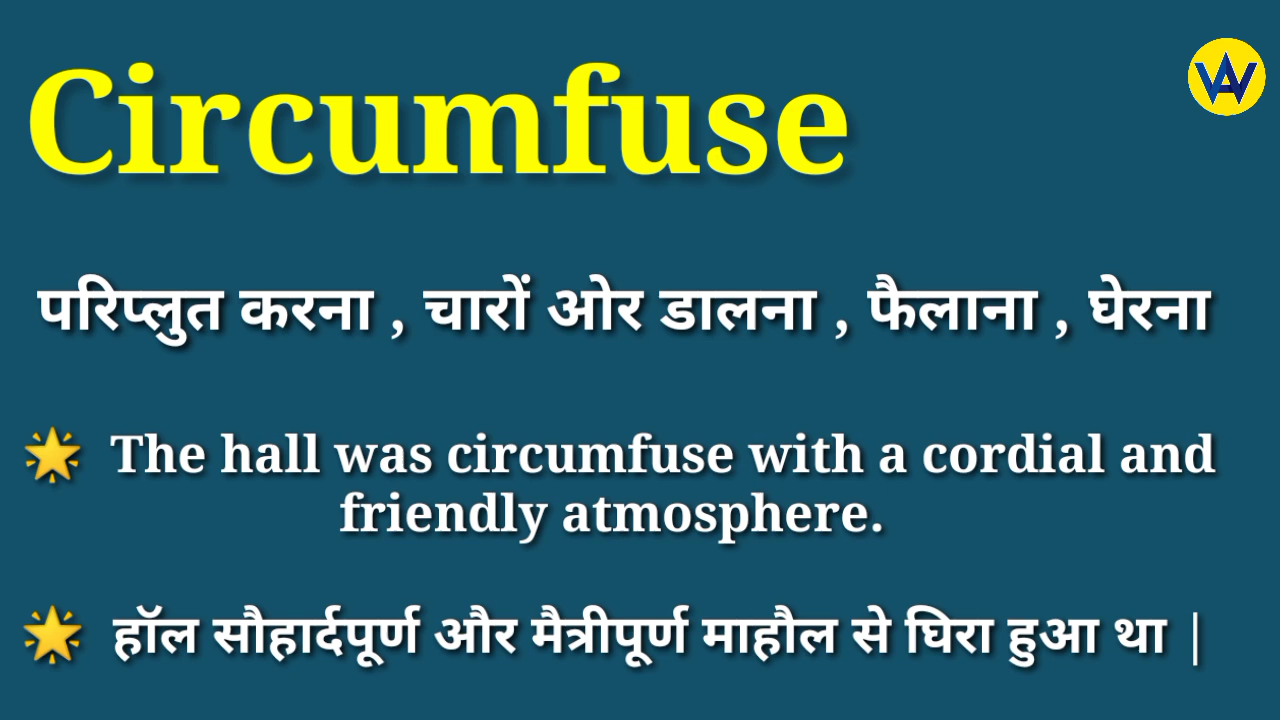 Circumfuse
परिप्लुत करना , चारों ओर डालना , फैलाना , घेरना
🌟 The hall was circumfuse with a cordial and
friendly atmosphere.
🌟 हॉल सौहार्दपूर्ण और मैत्रीपूर्ण माहौल से घिरा हुआ था |